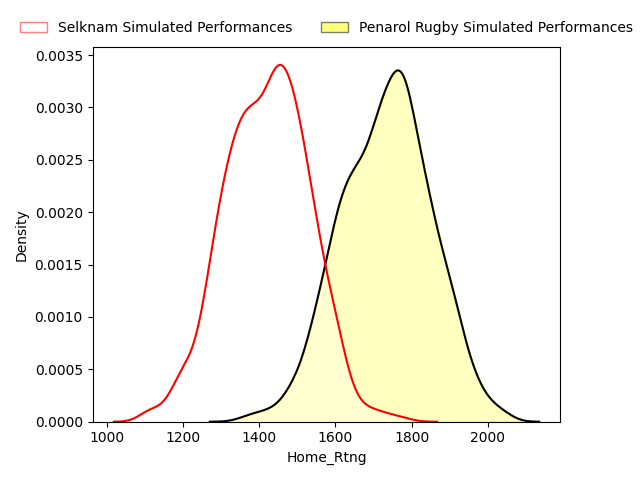 Selknam Simulated Performances Penarol Rugby Simulated Performances
0.0035
0.0030
0.0025
0.0020
0.0015
0.0010
0.0005
0.0000
Density
1000 1200 1400 1600 1800 2000
Home_Rtng